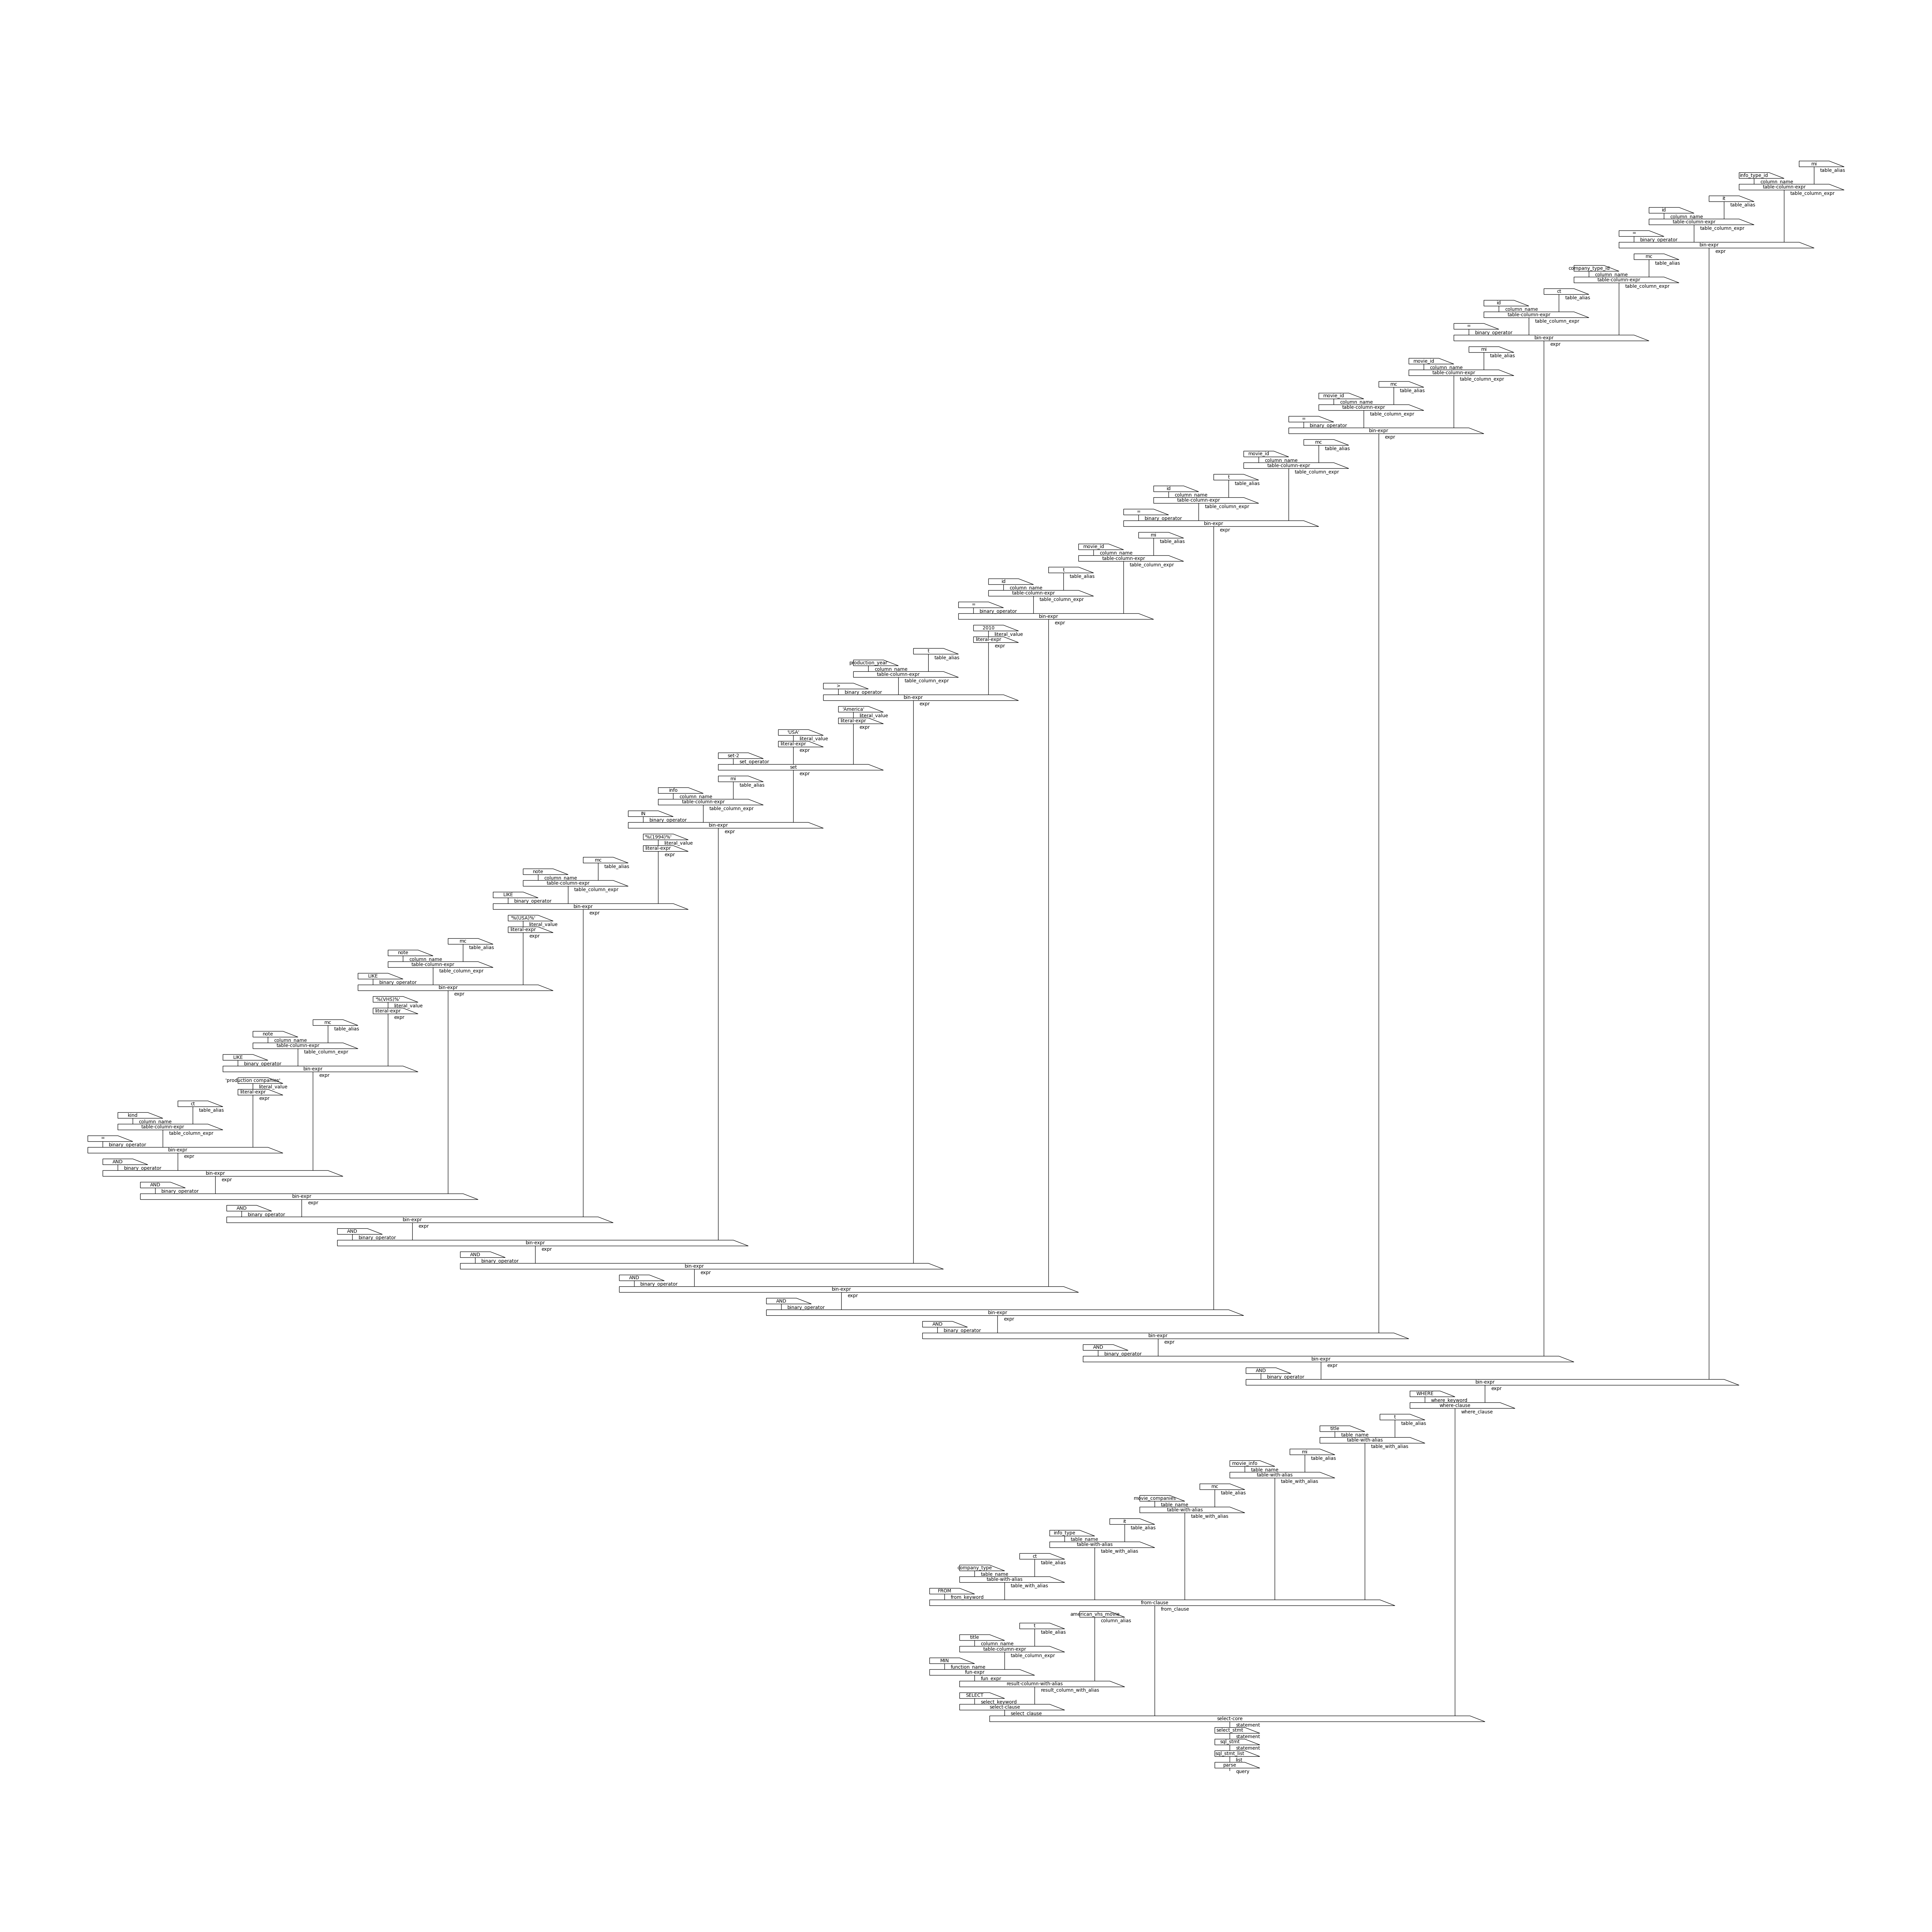 mi
table_alias
info_type_id
column_name
table-column-expr
table_column_expr
it
table_alias
id
column_name
table-column-expr
table_column_expr
=
binary_operator
bin-expr
expr
mc
table_alias
company_type_id
column_name
table-column-expr
table_column_expr
ct
table_alias
id
column_name
table-column-expr
table_column_expr
=
binary_operator
bin-expr
expr
mi
table_alias
movie_id
column_name
table-column-expr
table_column_expr
mc
table_alias
movie_id
column_name
table-column-expr
table_column_expr
=
binary_operator
bin-expr
expr
mc
table_alias
movie_id
column_name
table-column-expr
table_column_expr
t
table_alias
id
column_name
table-column-expr
table_column_expr
=
binary_operator
bin-expr
expr
mi
table_alias
movie_id
column_name
table-column-expr
table_column_expr
t
table_alias
id
column_name
table-column-expr
table_column_expr
=
binary_operator
bin-expr
expr
2010
literal_value
literal-expr
expr
t
table_alias
production_year
column_name
table-column-expr
table_column_expr
>
binary_operator
bin-expr
expr
'America'
literal_value
literal-expr
expr
'USA'
literal_value
literal-expr
expr
set-2
set_operator
set
expr
mi
table_alias
info
column_name
table-column-expr
table_column_expr
IN
binary_operator
bin-expr
expr
'%(1994)%'
literal_value
literal-expr
expr
mc
table_alias
note
column_name
table-column-expr
table_column_expr
LIKE
binary_operator
bin-expr
expr
'%(USA)%'
literal_value
literal-expr
expr
mc
table_alias
note
column_name
table-column-expr
table_column_expr
LIKE
binary_operator
bin-expr
expr
'%(VHS)%'
literal_value
literal-expr
expr
mc
table_alias
note
column_name
table-column-expr
table_column_expr
LIKE
binary_operator
bin-expr
expr
'production companies'
literal_value
literal-expr
expr
ct
table_alias
kind
column_name
table-column-expr
table_column_expr
=
binary_operator
bin-expr
expr
AND
binary_operator
bin-expr
expr
AND
binary_operator
bin-expr
expr
AND
binary_operator
bin-expr
expr
AND
binary_operator
bin-expr
expr
AND
binary_operator
bin-expr
expr
AND
binary_operator
bin-expr
expr
AND
binary_operator
bin-expr
expr
AND
binary_operator
bin-expr
expr
AND
binary_operator
bin-expr
expr
AND
binary_operator
bin-expr
expr
WHERE
where_keyword
where-clause
where_clause
t
table_alias
title
table_name
table-with-alias
table_with_alias
mi
table_alias
movie_info
table_name
table-with-alias
table_with_alias
mc
table_alias
movie_companies
table_name
table-with-alias
table_with_alias
it
table_alias
info_type
table_name
table-with-alias
table_with_alias
ct
table_alias
company_type
table_name
table-with-alias
table_with_alias
FROM
from_keyword
from-clause
from_clause
american_vhs_movie
column_alias
t
table_alias
title
column_name
table-column-expr
table_column_expr
MIN
function_name
fun-expr
fun_expr
result-column-with-alias
result_column_with_alias
SELECT
select_keyword
select-clause
select_clause
select-core
statement
select_stmt
statement
sql_stmt
statement
sql_stmt_list
list
parse
query